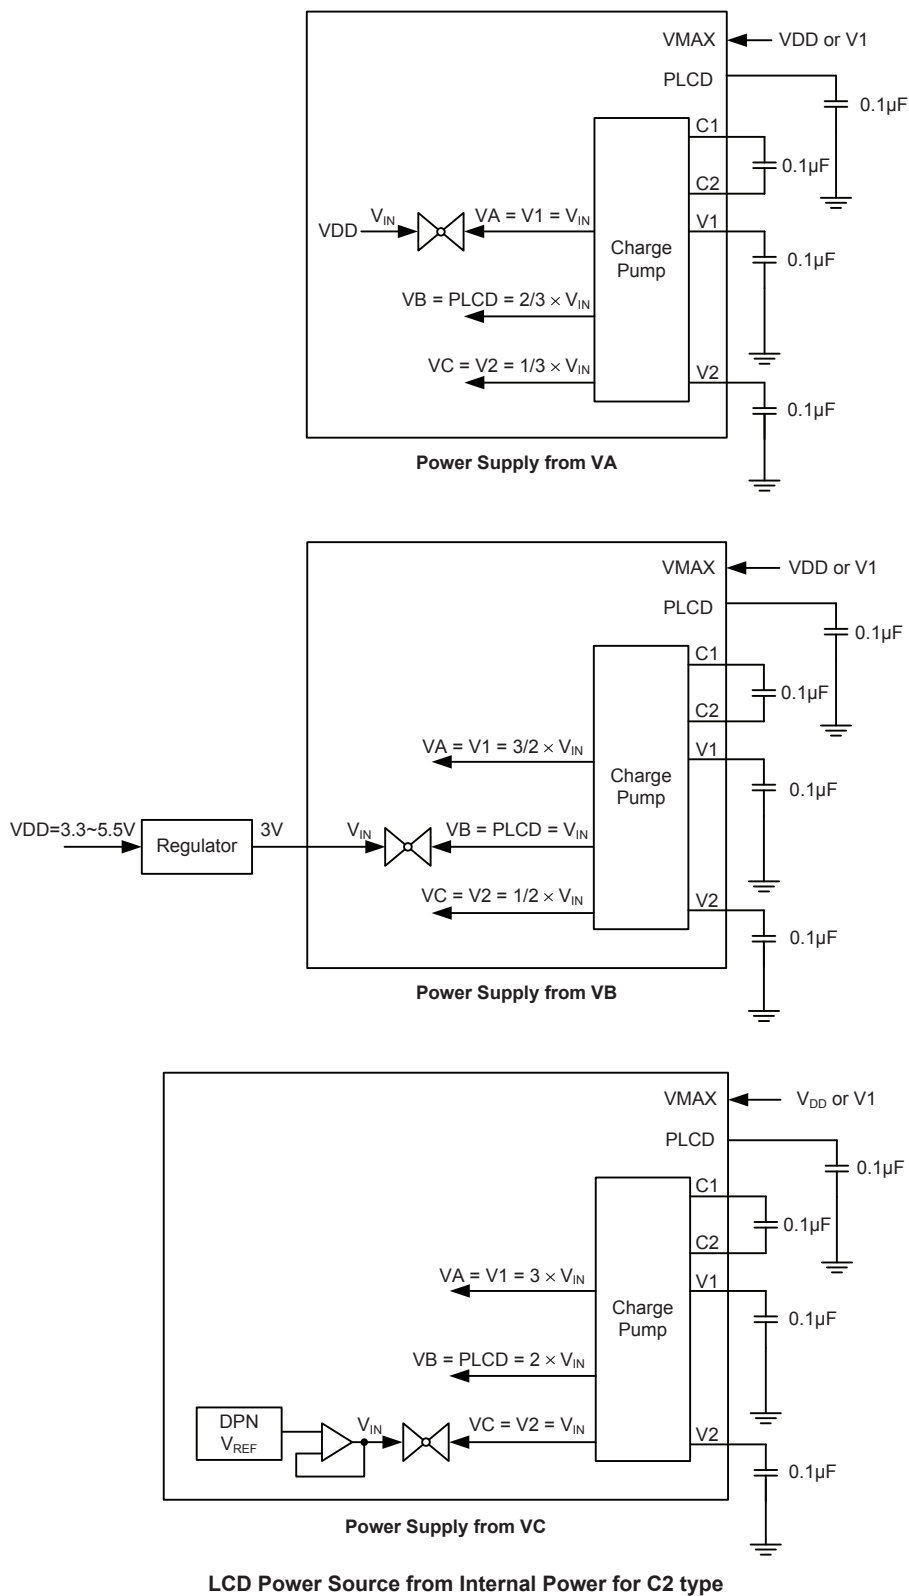 VMAX
VDD or V1
PLCD
0.1µF
C1
0.1µF
C2
VDD
V_IN
VA = V1 = V_IN
V1
Charge
Pump
0.1µF
VB = PLCD = 2/3 × V_IN
VC = V2 = 1/3 × V_IN
V2
0.1µF
Power Supply from VA
VMAX
VDD or V1
PLCD
0.1µF
C1
0.1µF
C2
VA = V1 = 3/2 × V_IN
V1
Charge
Pump
0.1µF
VDD=3.3~5.5V
Regulator
3V
V_IN
VB = PLCD = V_IN
VC = V2 = 1/2 × V_IN
V2
0.1µF
Power Supply from VB
VMAX
V_DD or V1
PLCD
0.1µF
C1
0.1µF
C2
VA = V1 = 3 × V_IN
V1
Charge
Pump
0.1µF
VB = PLCD = 2 × V_IN
DPN
V_REF
V_IN
VC = V2 = V_IN
V2
0.1µF
Power Supply from VC
LCD Power Source from Internal Power for C2 type